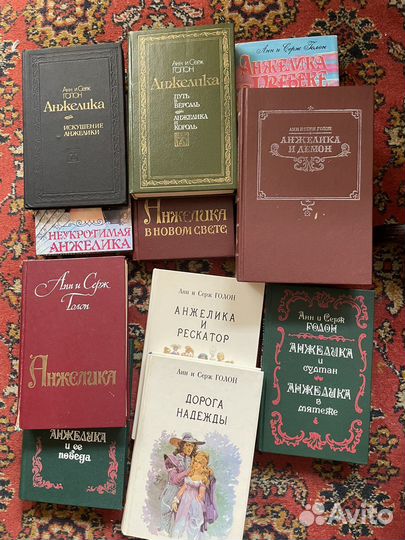 Анн и Серж
ГОЛОН
Анжелика
ИСКУШЕНИЕ
АНЖЕЛИКИ
Анн и Серж
ГОЛОН
Анжелика
ПУТЬ
В
ВЕРСАЛЬ
АНЖЕЛИКА
И
КОРОЛЬ
Анн и Серж Голон
АНЖЕЛИКА
АНЖЕЛИКА И ДЕМОН
НЕУКРОТИМАЯ
АНЖЕЛИКА
АНЖЕЛИКА
В НОВОМ СВЕТЕ
Анн и Серж
Голон
Анжелика
Анн и Серж ГОЛОН
АНЖЕЛИКА
И
РЕСКАТОР
Анн и Серж
ГОЛОН
АНЖЕЛИКА
И
СУЛТАН
АНЖЕЛИКА
В
МЯТЕЖЕ
Анн и Серж ГОЛОН
ДОРОГА
НАДЕЖДЫ
АНЖЕЛИКА
И ЕЕ
ПОБЕДА
Avito